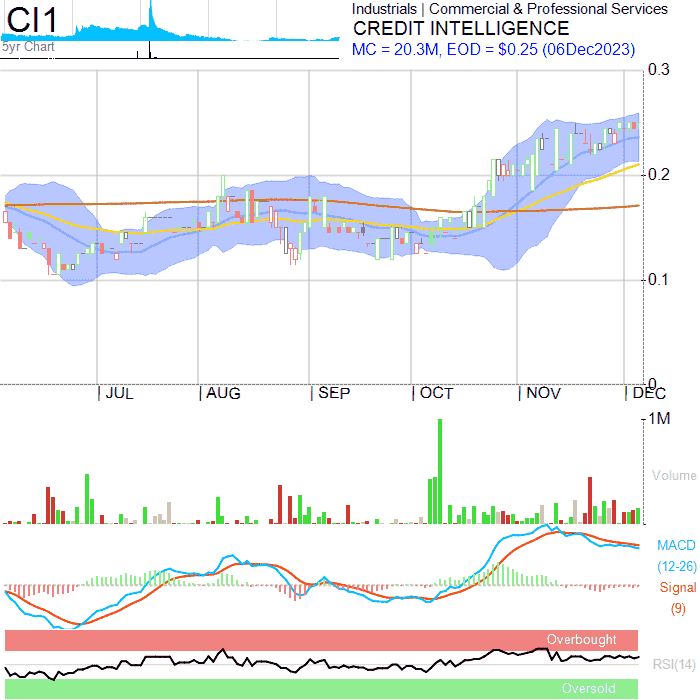 CI1
5yr Chart
Industrials | Commercial & Professional Services
CREDIT INTELLIGENCE
MC = 20.3M, EOD = $0.25 (06Dec2023)
0.3
0.2
0.1
0
JUL AUG SEP OCT NOV DEC
1M
Volume
MACD
(12-26)
Signal
(9)
Overbought
RSI(14)
Oversold